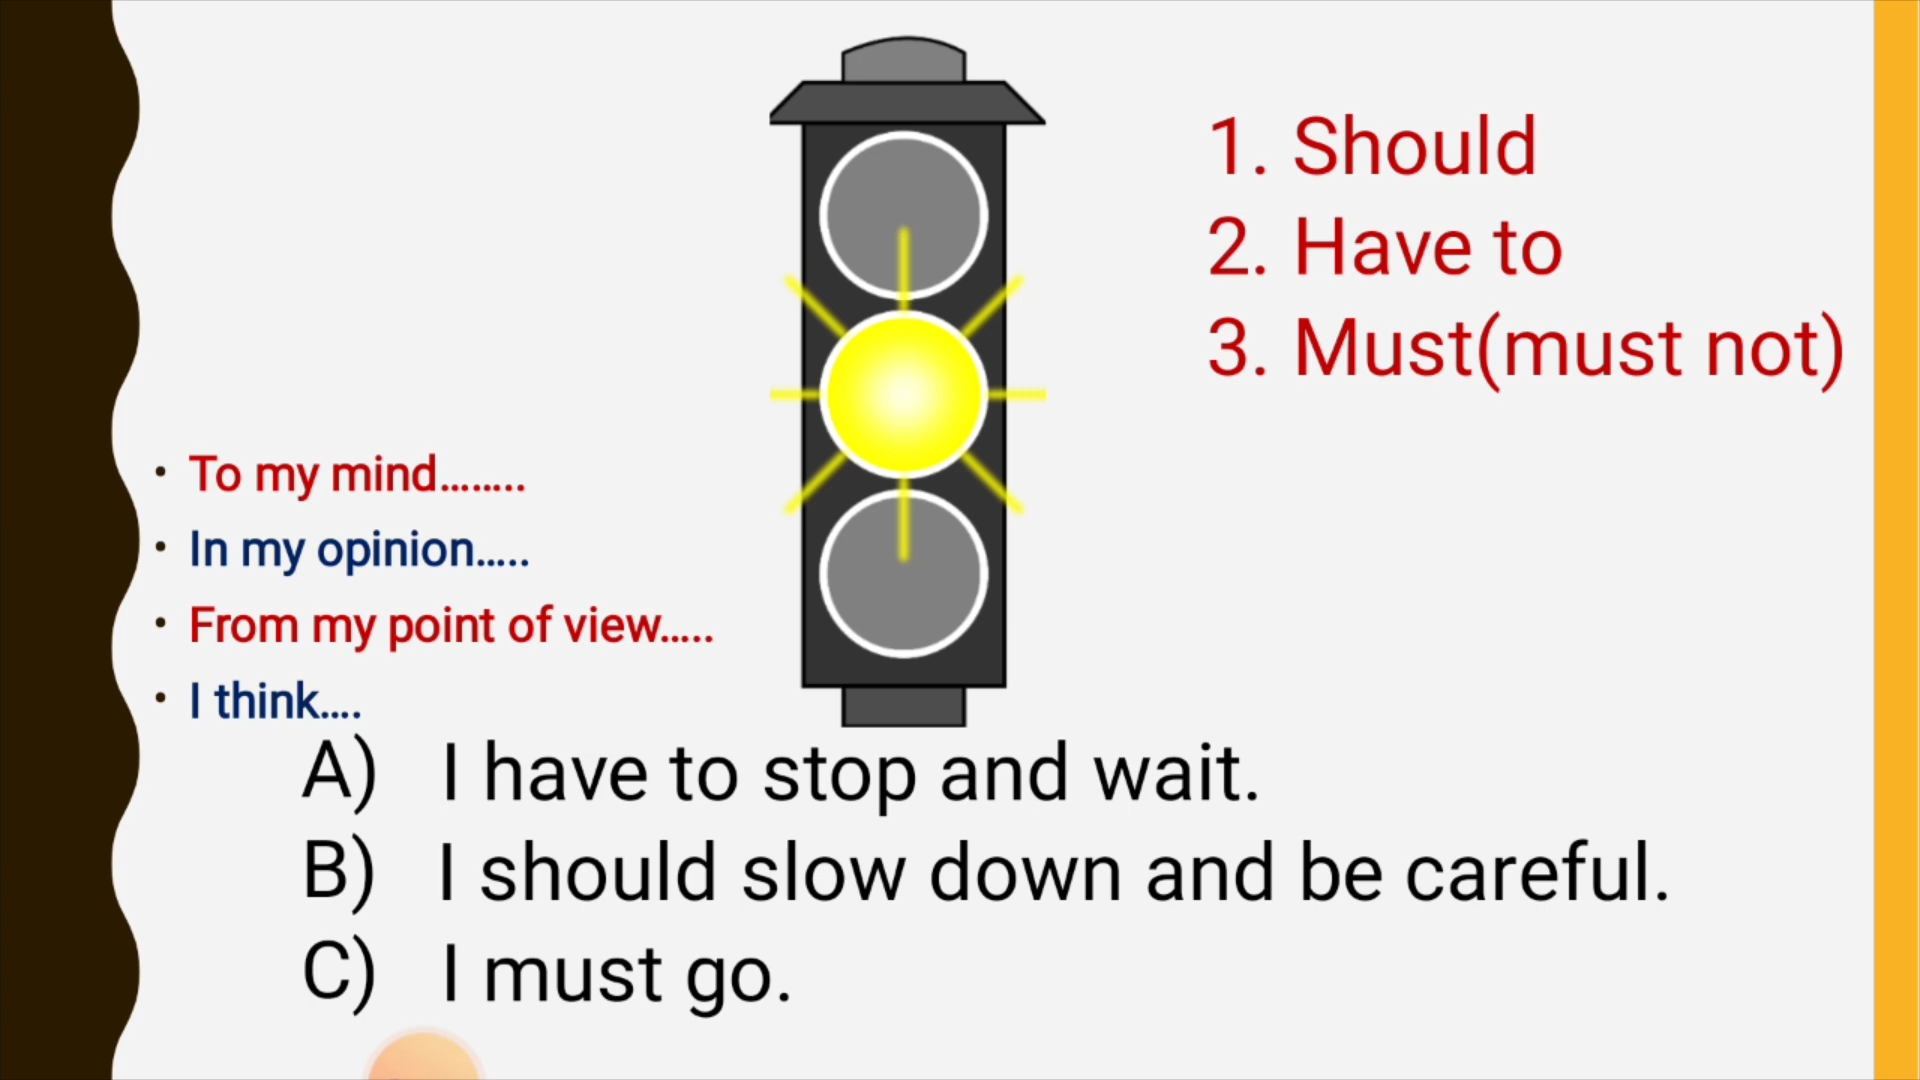 1. Should
2. Have to
3. Must(must not)
• To my mind........
• In my opinion.....
• From my point of view.....
• I think....
A) I have to stop and wait.
B) I should slow down and be careful.
C) I must go.